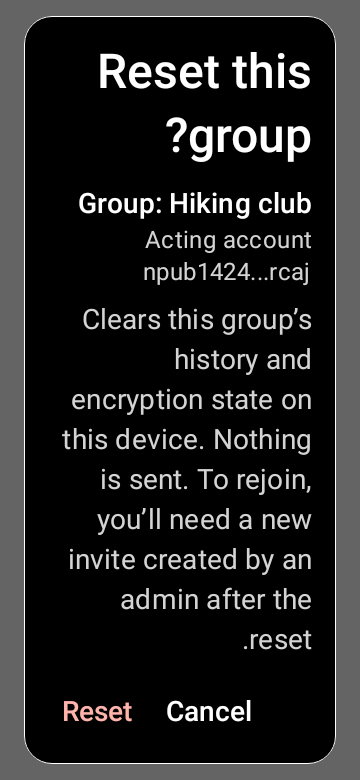 Reset this
group?
Group: Hiking club
Acting account
npub1424...rcaj
Clears this group’s
history and
encryption state on
this device. Nothing
is sent. To rejoin,
you’ll need a new
invite created by an
admin after the
reset.
Reset Cancel